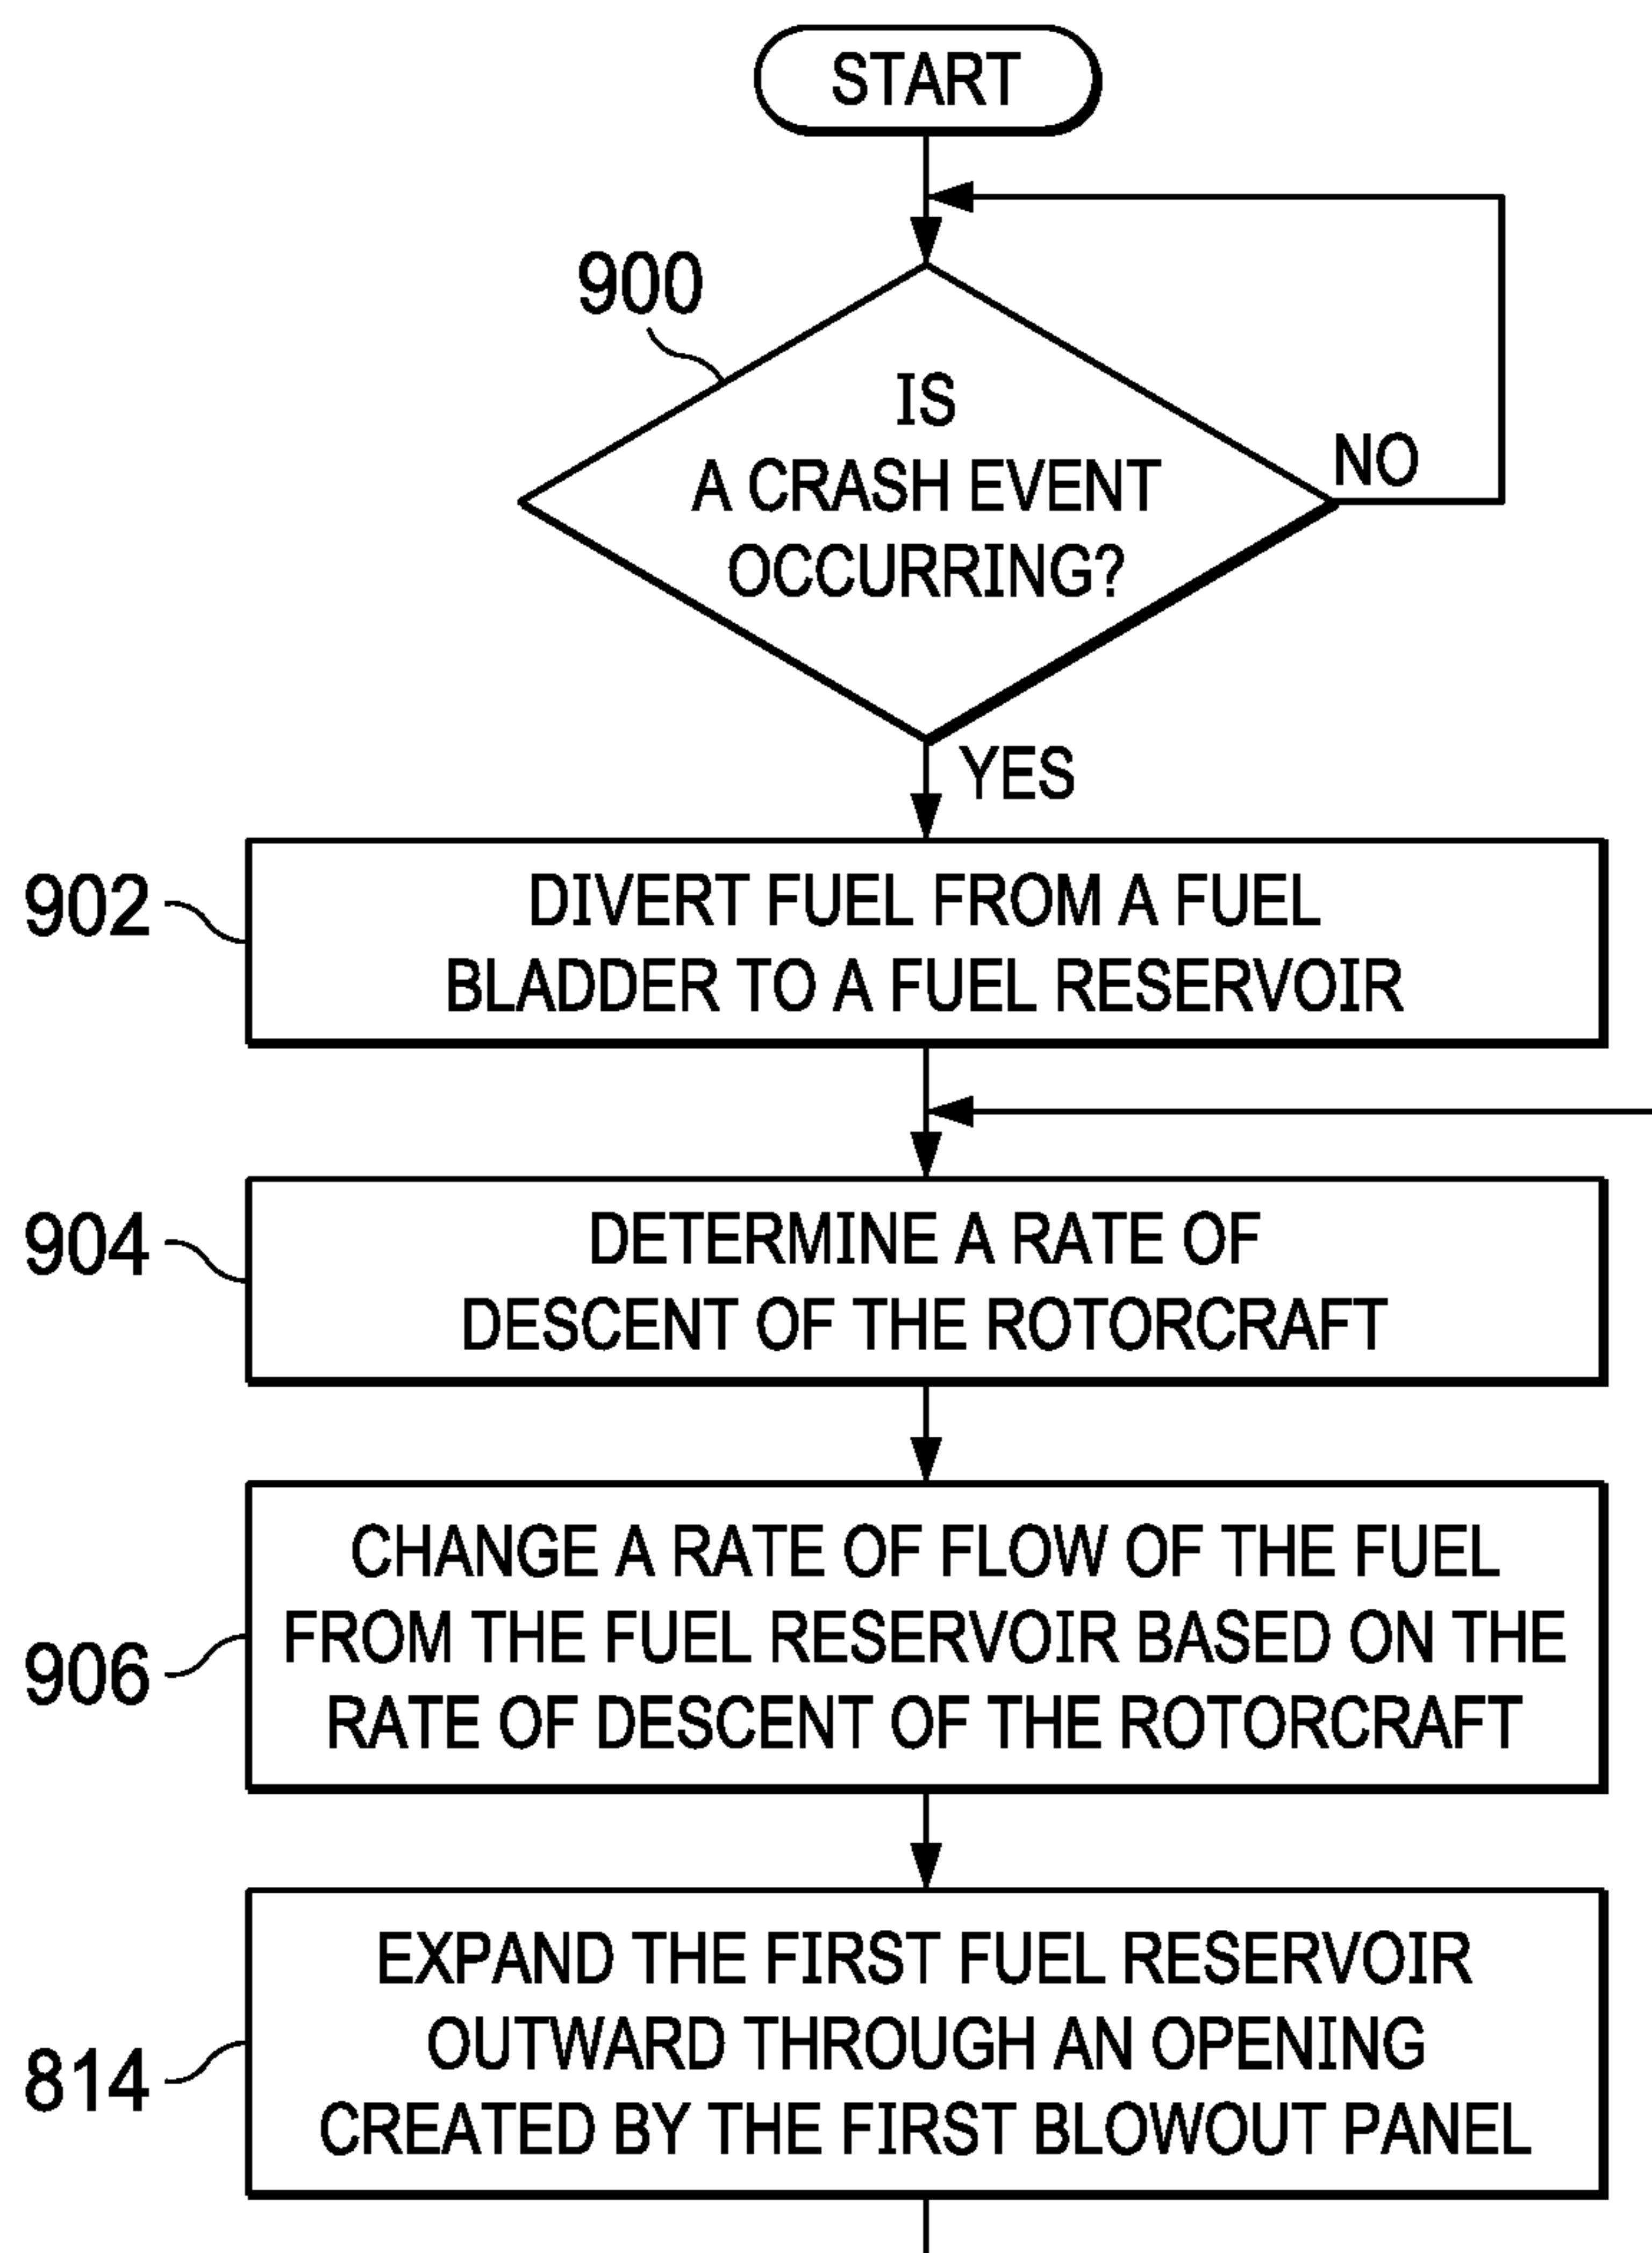 START
900
IS
A CRASH EVENT
OCCURRING?
NO
YES
902
DIVERT FUEL FROM A FUEL
BLADDER TO A FUEL RESERVOIR
904
DETERMINE A RATE OF
DESCENT OF THE ROTORCRAFT
906
CHANGE A RATE OF FLOW OF THE FUEL
FROM THE FUEL RESERVOIR BASED ON THE
RATE OF DESCENT OF THE ROTORCRAFT
814
EXPAND THE FIRST FUEL RESERVOIR
OUTWARD THROUGH AN OPENING
CREATED BY THE FIRST BLOWOUT PANEL